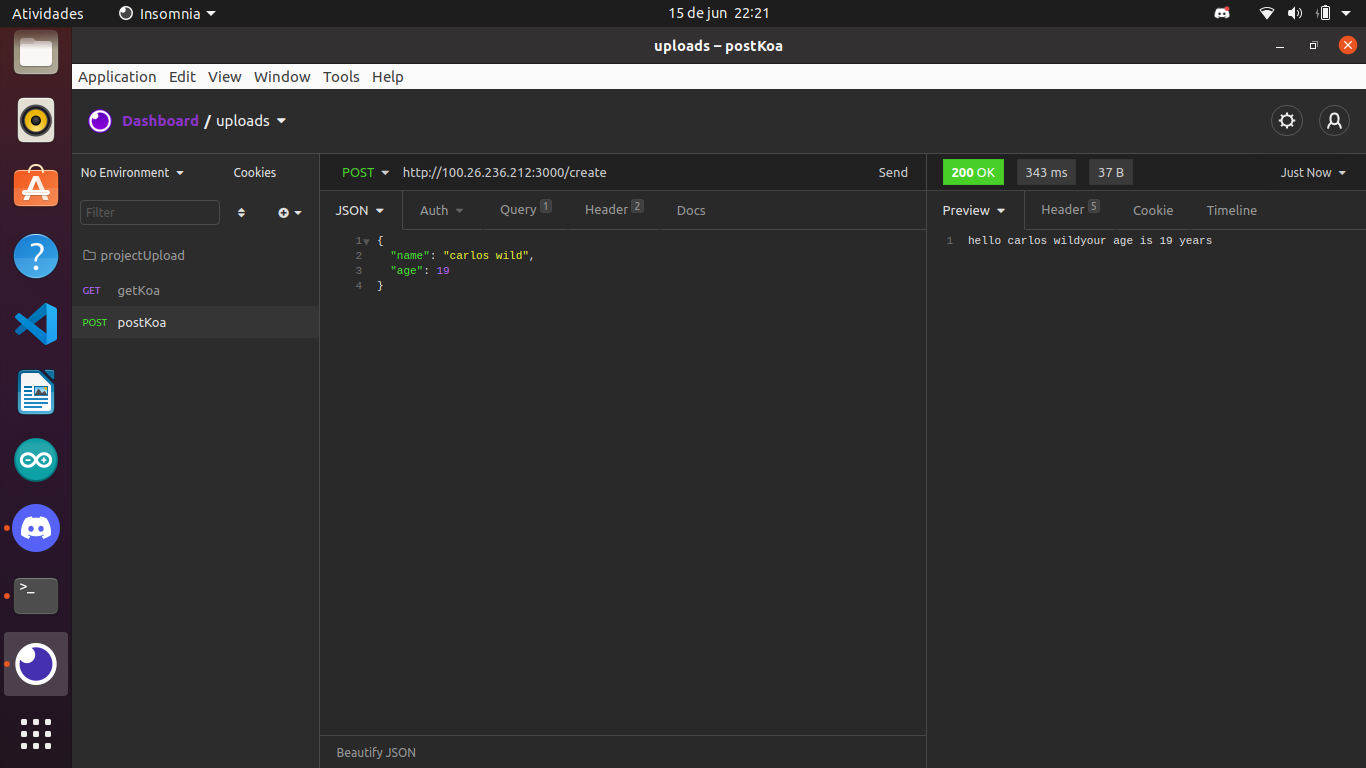 Atividades Insomnia 15 de jun 22:21
uploads – postKoa
Application Edit View Window Tools Help
Dashboard / uploads
No Environment Cookies POST http://100.26.236.212:3000/create Send 200 OK 343 ms 37 B Just Now
Filter
JSON Auth Query 1 Header 2 Docs
Preview Header 5 Cookie Timeline
projectUpload
GET getKoa
POST postKoa
1 {
2 "name": "carlos wild",
3 "age": 19
4 }
1 hello carlos wildyour age is 19 years
>_
Beautify JSON